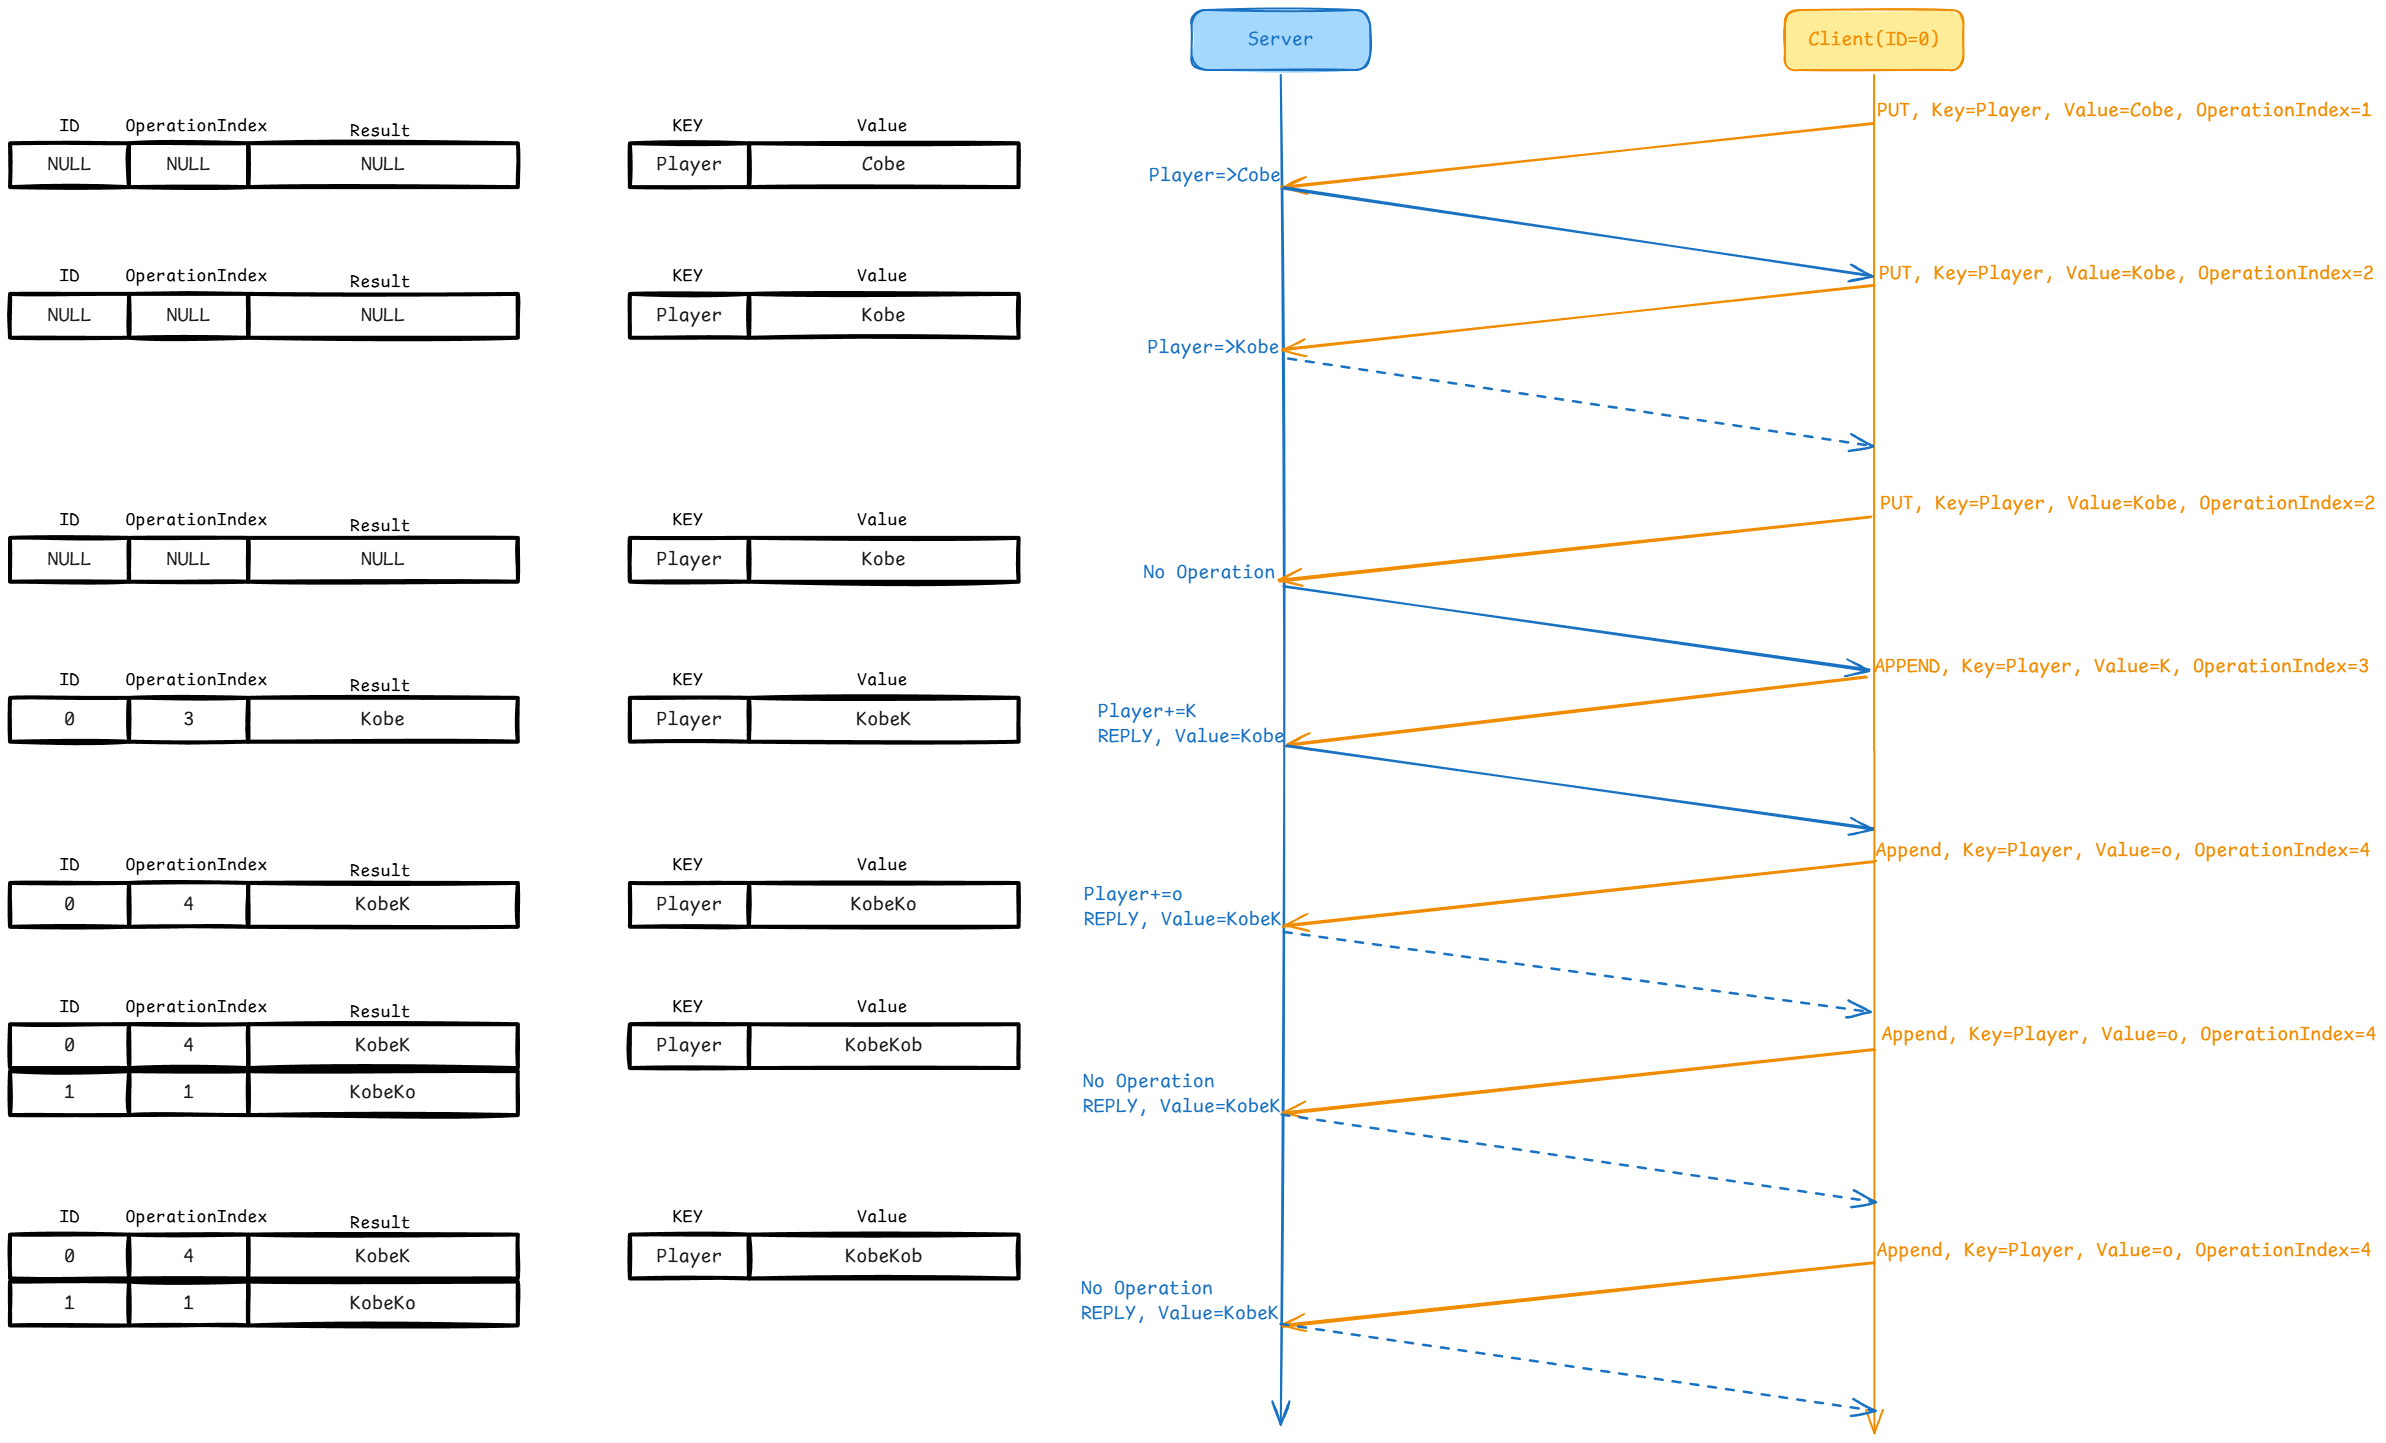 Server
Client(ID=0)
PUT, Key=Player, Value=Cobe, OperationIndex=1
ID OperationIndex Result
NULL NULL NULL
KEY Value
Player Cobe
Player=>Cobe
PUT, Key=Player, Value=Kobe, OperationIndex=2
ID OperationIndex Result
NULL NULL NULL
KEY Value
Player Kobe
Player=>Kobe
PUT, Key=Player, Value=Kobe, OperationIndex=2
ID OperationIndex Result
NULL NULL NULL
KEY Value
Player Kobe
No Operation
APPEND, Key=Player, Value=K, OperationIndex=3
ID OperationIndex Result
0 3 Kobe
KEY Value
Player KobeK
Player+=K
REPLY, Value=Kobe
Append, Key=Player, Value=o, OperationIndex=4
ID OperationIndex Result
0 4 KobeK
KEY Value
Player KobeKo
Player+=o
REPLY, Value=KobeK
Append, Key=Player, Value=o, OperationIndex=4
ID OperationIndex Result
0 4 KobeK
1 1 KobeKo
KEY Value
Player KobeKob
No Operation
REPLY, Value=KobeK
Append, Key=Player, Value=o, OperationIndex=4
ID OperationIndex Result
0 4 KobeK
1 1 KobeKo
KEY Value
Player KobeKob
No Operation
REPLY, Value=KobeK